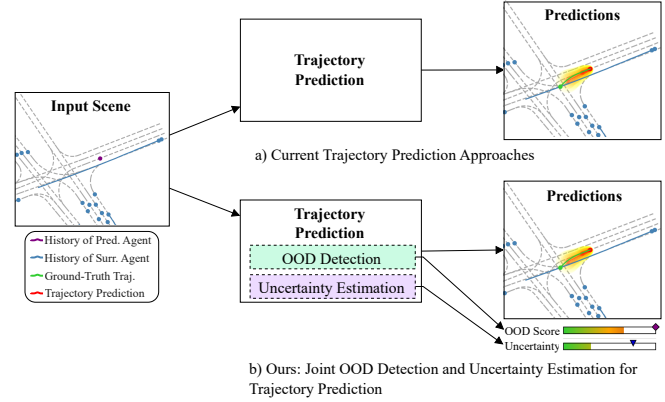 Predictions
Trajectory
Prediction
Input Scene
a) Current Trajectory Prediction Approaches
History of Pred. Agent
History of Surr. Agent
Ground-Truth Traj.
Trajectory Prediction
Trajectory
Prediction
OOD Detection
Uncertainty Estimation
Predictions
OOD Score
Uncertainty
b) Ours: Joint OOD Detection and Uncertainty Estimation for
Trajectory Prediction